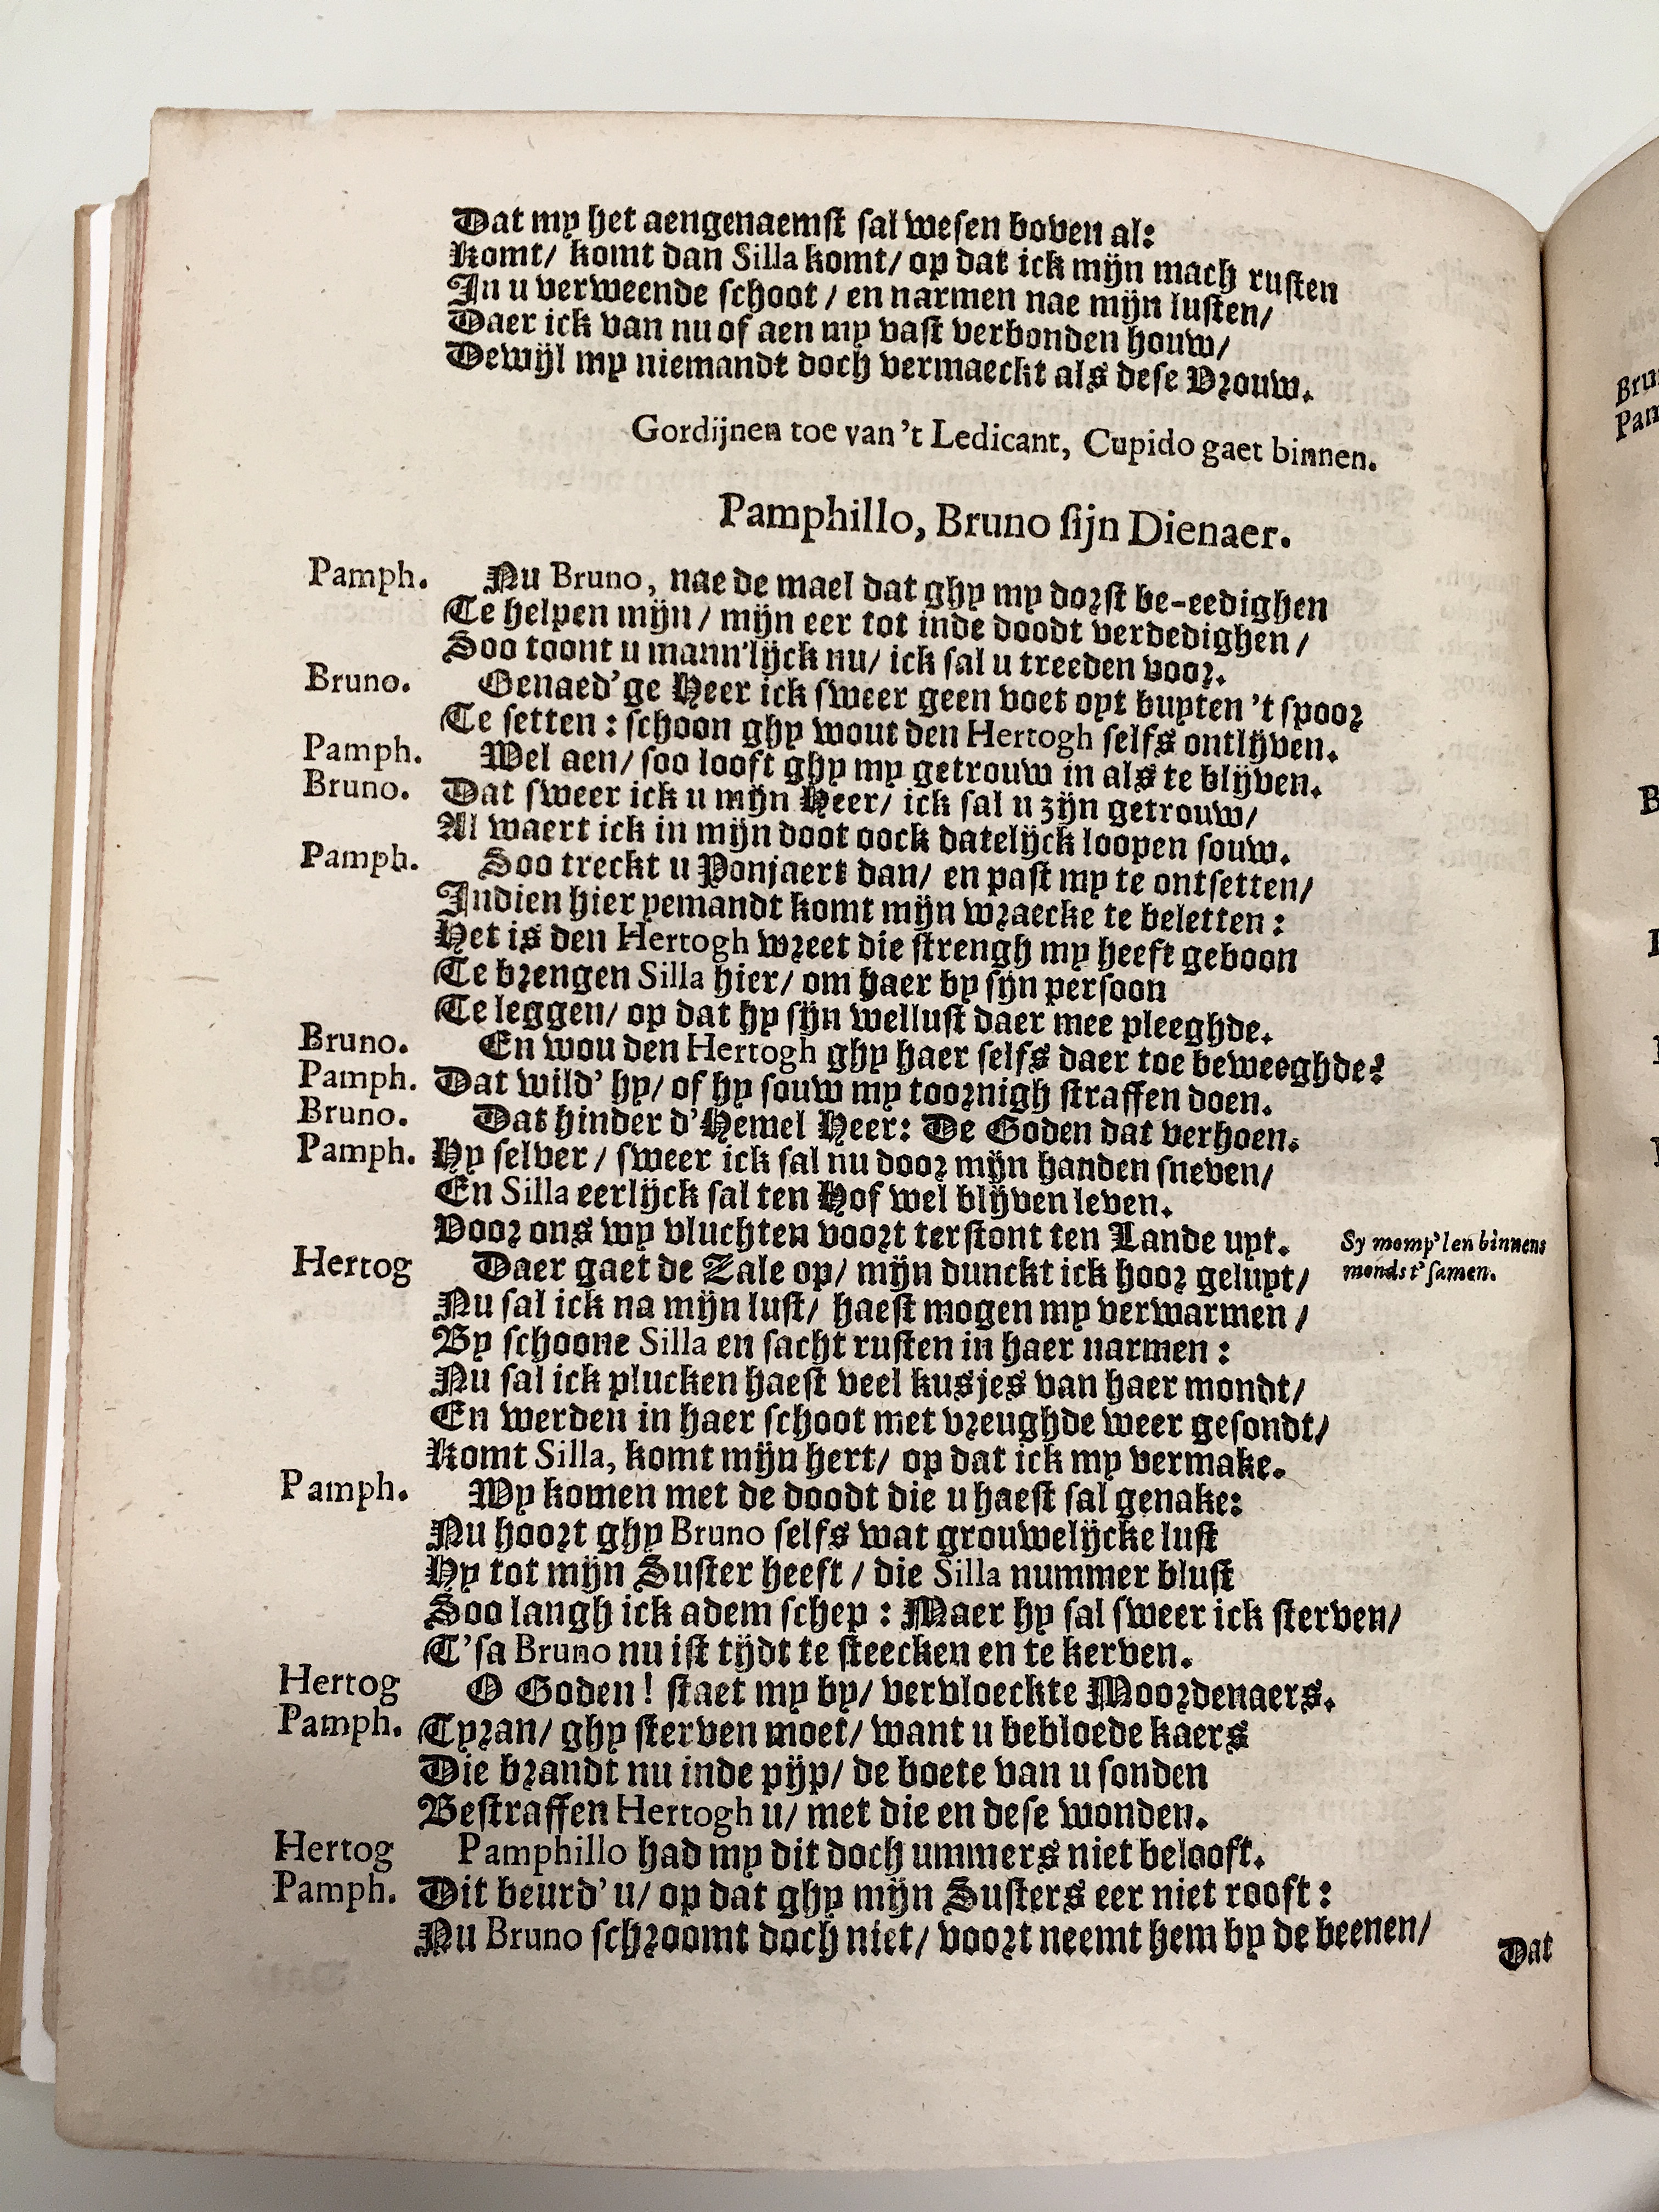 Dat my het aengenaemst sal wesen boven al:
Komt/ komt dan Silla komt/ op dat ick mijn mach rusten
In u verweende schoot / en narmen nae mijn lusten/
Daer ick van nu of aen my vast verbonden houw/
Dewijl my niemandt doch vermaeckt als dese Vrouw.
Gordijnen toe van 't Ledicant, Cupido gaet binnen.
Pamphillo, Bruno sijn Dienaer.
Pamph. Nu Bruno, nae de mael dat ghy my dorst be-eedighen
Te helpen mijn / mijn eer tot inde doodt verdedighen /
Soo toont u mann'lijck nu/ ick sal u treeden voor.
Bruno. Genaed'ge Heer ick sweer geen voet oyt buyten 't spoor
Te setten : schoon ghy wout den Hertogh selfs ontlijven.
Pamph. Wel aen/ soo looft ghy my getrouw in als te blijven.
Bruno. Dat sweer ick u mijn Heer/ ick sal u zijn getrouw/
Al waert ick in mijn doot oock datelijck loopen souw.
Pamph. Soo treckt u Ponjaert dan/ en past my te ontsetten/
Indien hier yemandt komt mijn wraecke te beletten :
Het is den Hertogh wreet die strengh my heeft geboon
Te brengen Silla hier/ om haer by sijn persoon
Te leggen/ op dat hy sijn wellust daer mee pleeghde.
Bruno. En wou den Hertogh ghy haer selfs daer toe beweeghde?
Pamph. Dat wild' hy/ of hy souw my toornigh straffen doen.
Bruno. Dat hinder d'Hemel Heer: De Goden dat verhoen.
Pamph. Hy selver / sweer ick sal nu door mijn handen sneven/
En Silla eerlijck sal ten Hof wel blijven leven.
Voor ons wy vluchten voort terstont ten Lande uyt. Sy momp'len binnens
monds t'samen.
Hertog Daer gaet de Zale op/ mijn dunckt ick hoor geluyt/
Nu sal ick na mijn lust/ haest mogen my verwarmen /
By schoone Silla en sacht rusten in haer narmen :
Nu sal ick plucken haest veel kusjes van haer mondt/
En werden in haer schoot met vreughde weer gesondt/
Komt Silla, komt mijn hert/ op dat ick my vermake.
Pamph. Wy komen met de doodt die u haest sal genake:
Nu hoort ghy Bruno selfs wat grouwelijcke lust
Hy tot mijn Suster heeft / die Silla nummer blust
Soo langh ick adem schep : Maer hy sal sweer ick sterven/
T'sa Bruno nu ist tijdt te steecken en te kerven.
Hertog O Goden! staet my by/ vervloeckte Moordenaers.
Pamph. Tyran/ ghy sterven moet/ want u bebloede kaers
Die brandt nu inde pijp/ de boete van u sonden
Bestraffen Hertogh u/ met die en dese wonden.
Hertog Pamphillo had my dit doch ummers niet belooft.
Pamph. Dit beurd' u/ op dat ghy mijn Susters eer niet rooft :
Nu Bruno schroomt doch niet/ voort neemt hem by de beenen/
Dat